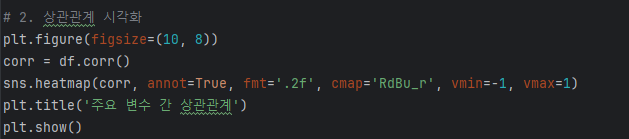 # 2. 상관관계 시각화
plt.figure(figsize=(10, 8))
corr = df.corr()
sns.heatmap(corr, annot=True, fmt='.2f', cmap='RdBu_r', vmin=-1, vmax=1)
plt.title('주요 변수 간 상관관계')
plt.show()